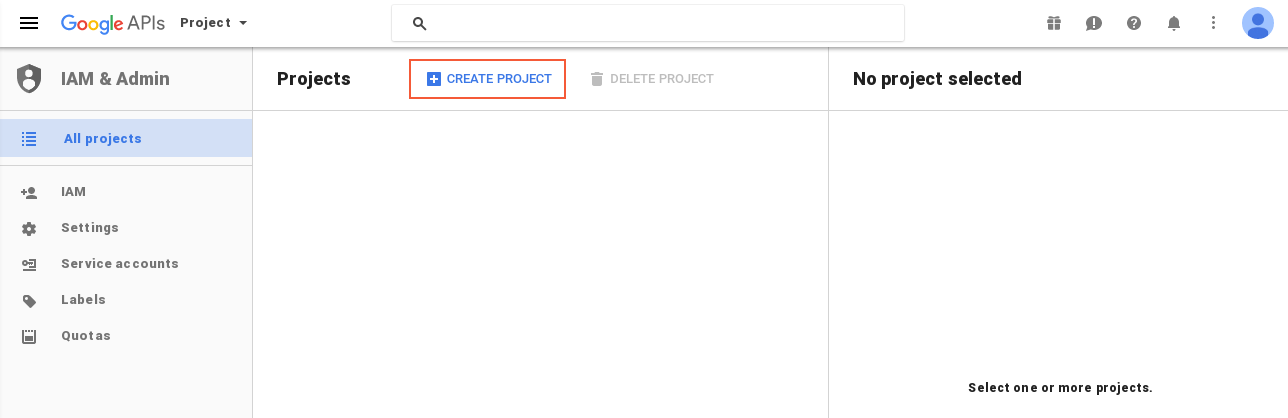 Google APIs Project
IAM & Admin
Projects
CREATE PROJECT
DELETE PROJECT
No project selected
All projects
IAM
Settings
Service accounts
Labels
Quotas
Select one or more projects.